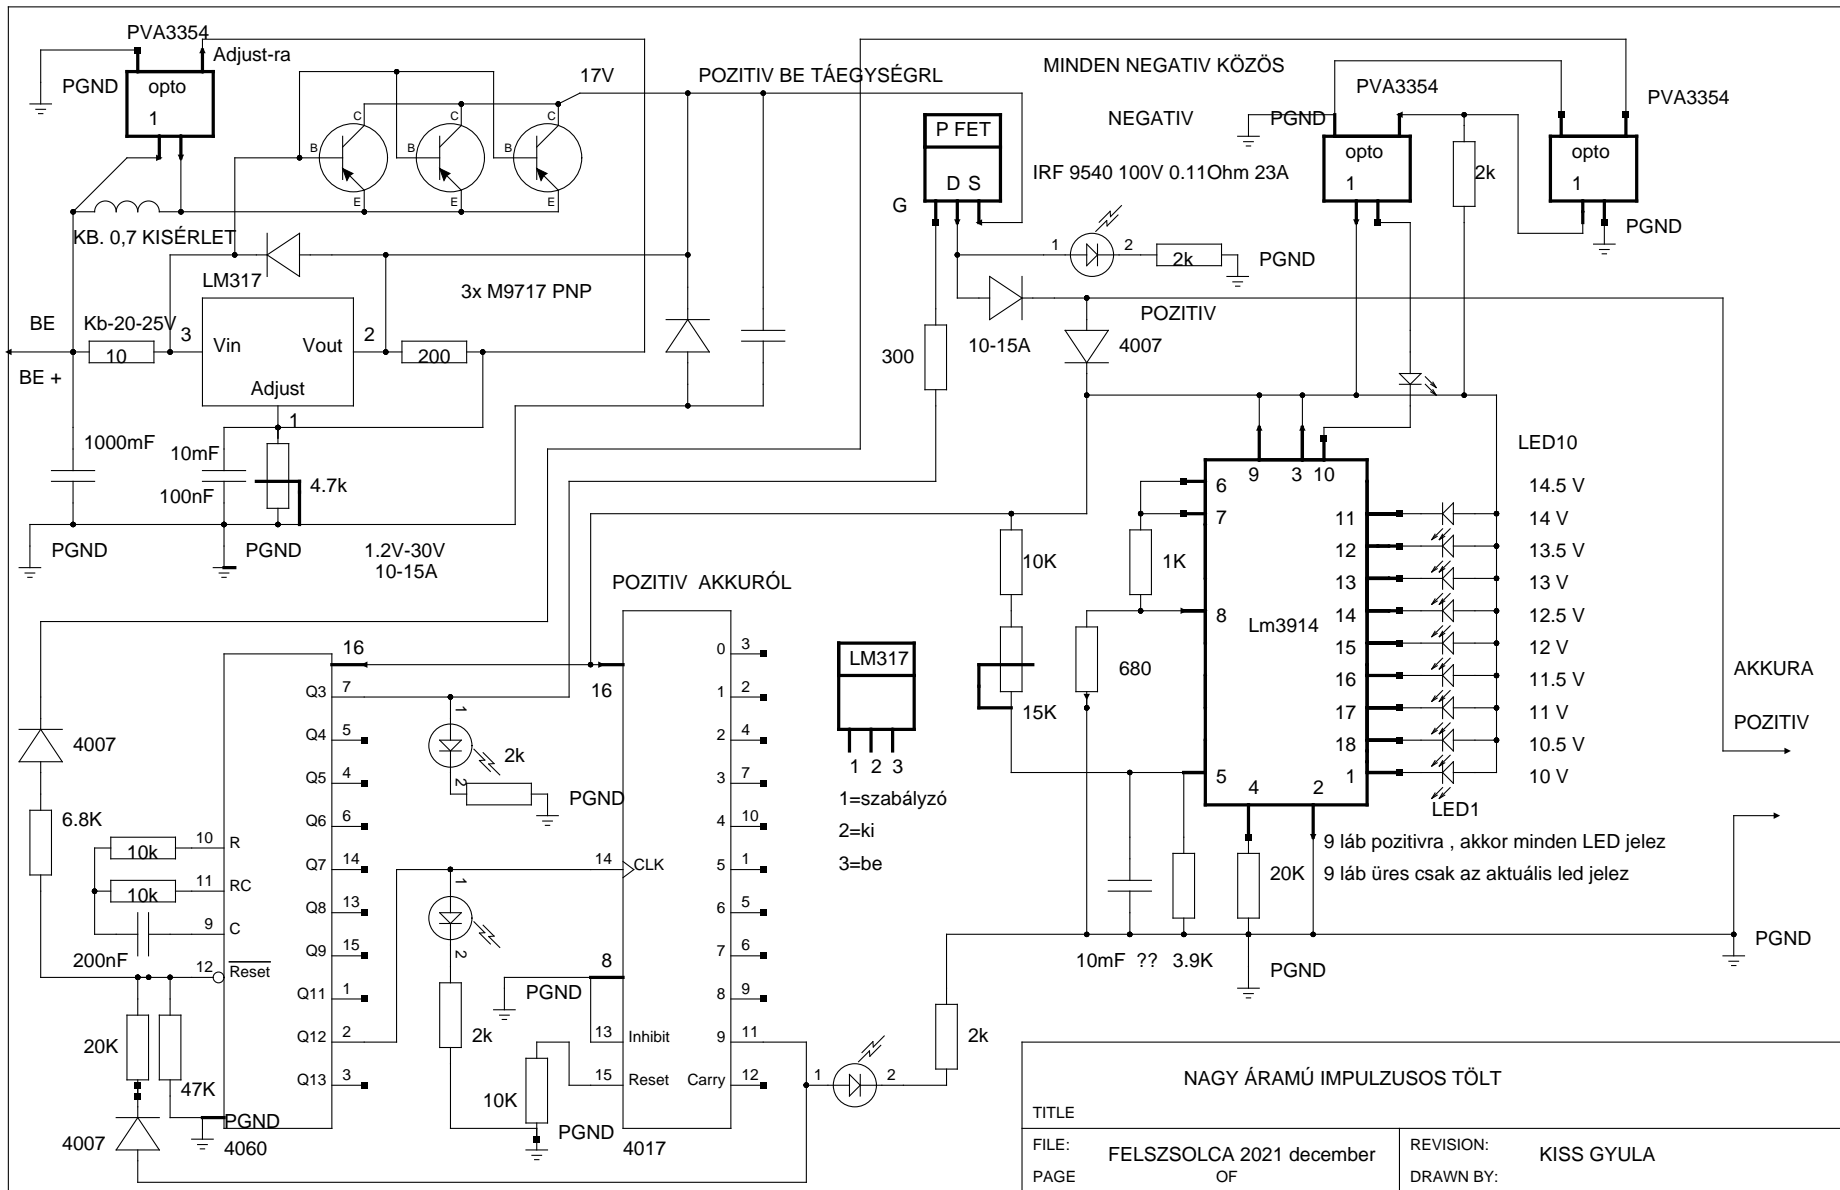 PVA3354
Adjust-ra
PGND
opto
1
17V
POZITIV BE TÁEGYSÉGRL
MINDEN NEGATIV KÖZÖS
PVA3354
PVA3354
NEGATIV
PGND
P FET
D S
G
IRF 9540 100V 0.11Ohm 23A
opto
1
2k
opto
1
PGND
C
B
E
C
B
E
C
B
E
KB. 0,7 KISÉRLET
LM317
3x M9717 PNP
1
2
2k
PGND
BE
Kb-20-25V
BE +
10
3
Vin
Vout
2
200
Adjust
1
300
10-15A
POZITIV
4007
1000mF
10mF
100nF
4.7k
PGND
PGND
1.2V-30V
10-15A
LED10
9
3
10
6
7
8
5
4
2
Lm3914
11
12
13
14
15
16
17
18
1
14.5 V
14 V
13.5 V
13 V
12.5 V
12 V
11.5 V
11 V
10.5 V
10 V
LED1
10K
1K
680
15K
AKKURA
POZITIV
POZITIV AKKURÓL
16
16
LM317
1 2 3
1=szabályzó
2=ki
3=be
4007
6.8K
10k
10k
200nF
20K
47K
4007
PGND
4060
10
R
11
RC
9
C
12
Reset
Q3
7
Q4
5
Q5
4
Q6
6
Q7
14
Q8
13
Q9
15
Q11
1
Q12
2
Q13
3
1
2
2k
PGND
1
2
2k
14
CLK
8
PGND
13
Inhibit
15
Reset
10K
PGND
4017
0
3
1
2
2
4
3
7
4
10
5
1
6
5
7
6
8
9
9
11
Carry
12
1
2
2k
9 láb pozitivra , akkor minden LED jelez
9 láb üres csak az aktuális led jelez
20K
10mF ?? 3.9K
PGND
PGND
NAGY ÁRAMÚ IMPULZUSOS TÖLT
TITLE
FILE:
FELSZSOLCA 2021 december
REVISION:
KISS GYULA
PAGE
OF
DRAWN BY: